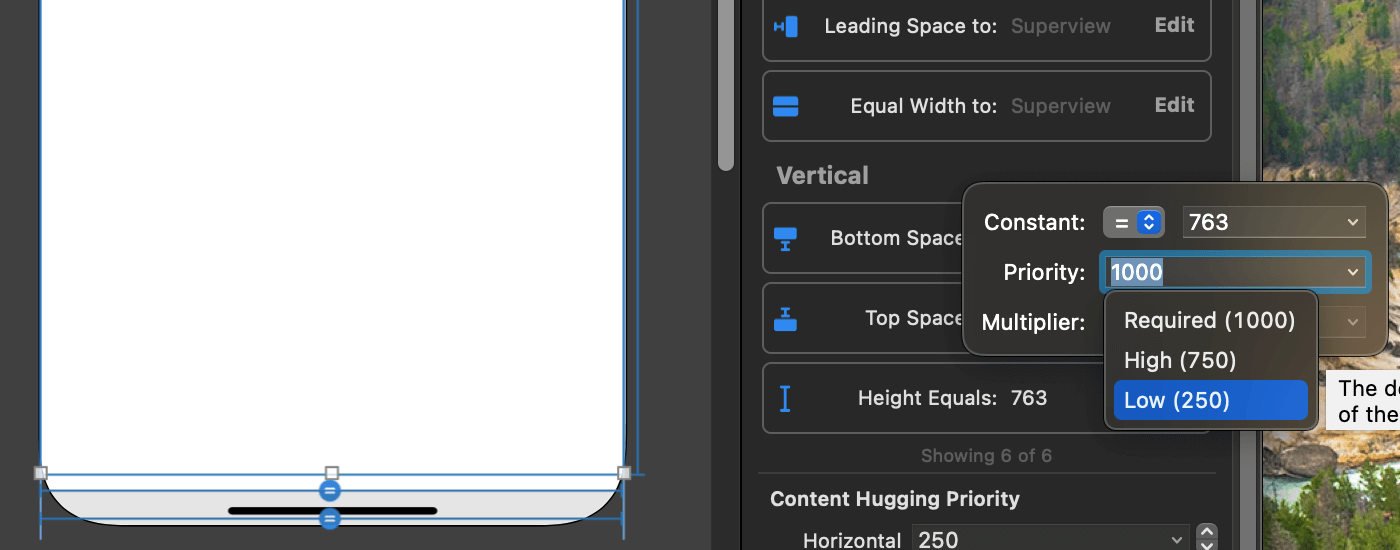 Leading Space to: Superview Edit
Equal Width to: Superview Edit
Vertical
Constant: = 763
Bottom Space
Priority: 1000
Top Space
Multiplier:
Required (1000)
High (750)
Low (250)
Height Equals: 763
The de
of the
Showing 6 of 6
Content Hugging Priority
Horizontal 250